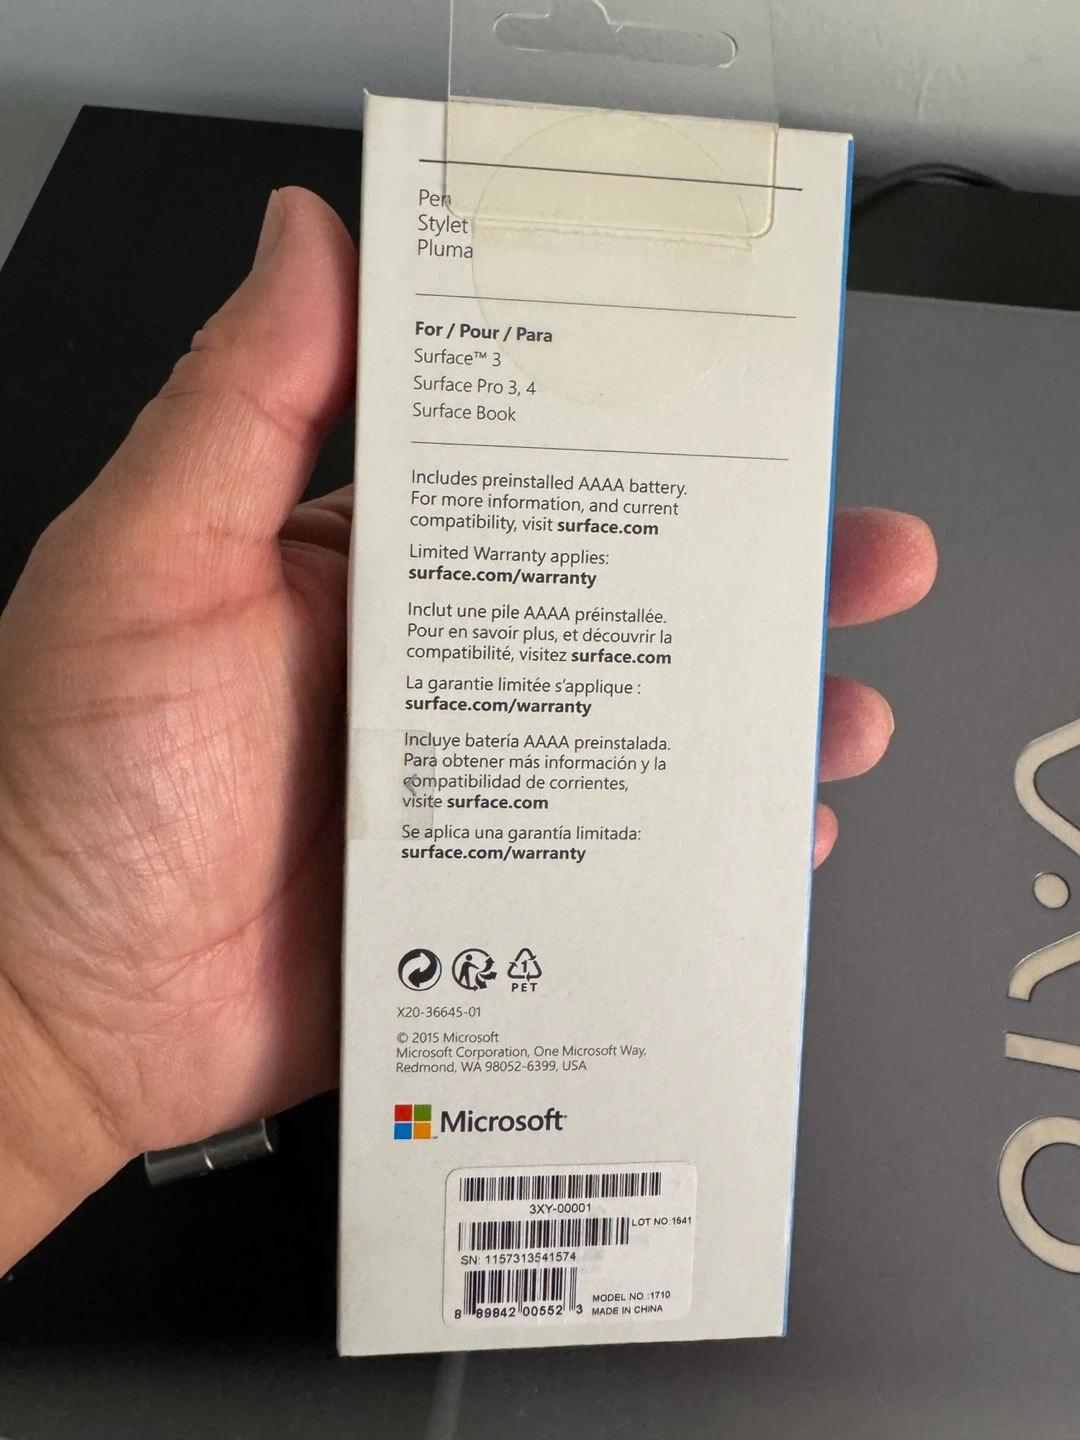 Pen
Stylet
Pluma
For / Pour / Para
Surface™ 3
Surface Pro 3, 4
Surface Book
Includes preinstalled AAAA battery.
For more information, and current
compatibility, visit surface.com
Limited Warranty applies:
surface.com/warranty
Inclut une pile AAAA préinstallée.
Pour en savoir plus, et découvrir la
compatibilité, visitez surface.com
La garantie limitée s'applique :
surface.com/warranty
Incluye batería AAAA preinstalada.
Para obtener más información y la
compatibilidad de corrientes,
visite surface.com
Se aplica una garantía limitada:
surface.com/warranty
1
PET
X20-36645-01
© 2015 Microsoft
Microsoft Corporation, One Microsoft Way,
Redmond, WA 98052-6399, USA
Microsoft
3XY-00001
LOT NO:1541
SN: 1157313541574
8 89842 00552 3
MODEL NO.:1710
MADE IN CHINA
VAIO